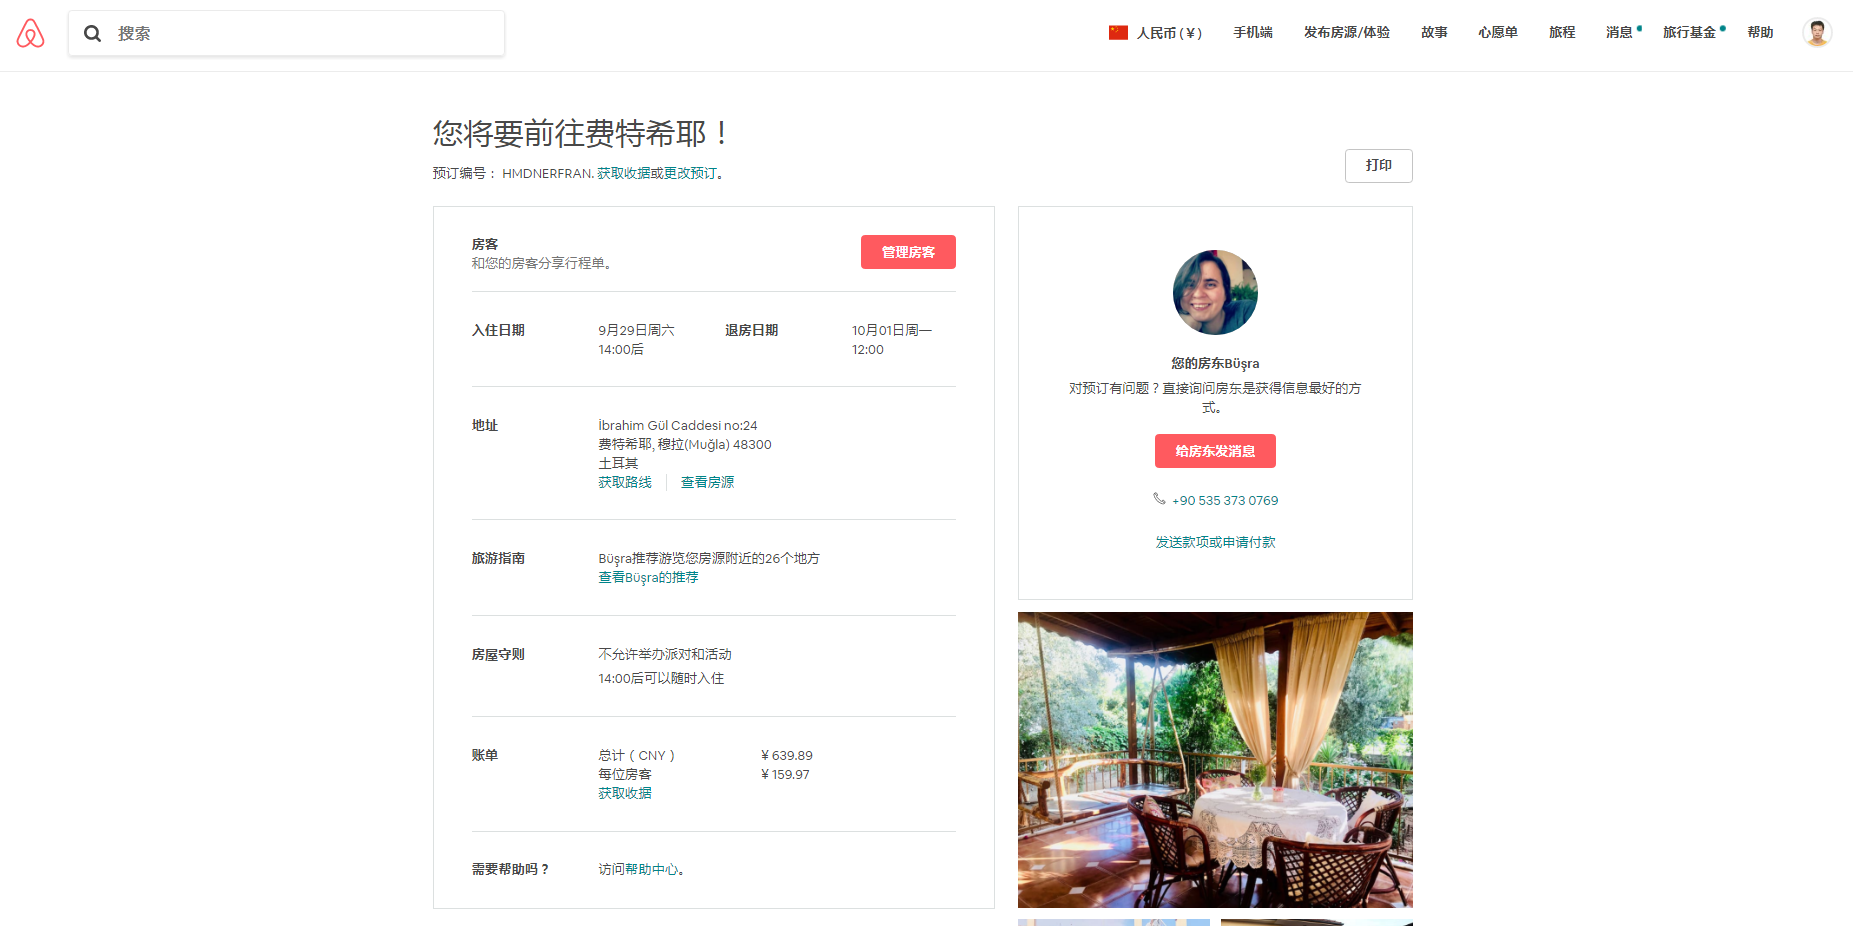 搜索
人民币 (￥)
手机端
发布房源/体验
故事
心愿单
旅程
消息
旅行基金
帮助
您将要前往费特希耶！
预订编号： HMDNERFRAN. 获取收据或更改预订。
打印
房客
和您的房客分享行程单。
管理房客
入住日期
9月29日周六
14:00后
退房日期
10月01日周一
12:00
地址
İbrahim Gül Caddesi no:24
费特希耶, 穆拉(Muğla) 48300
土耳其
获取路线
查看房源
旅游指南
Büşra推荐游览您房源附近的26个地方
查看Büşra的推荐
房屋守则
不允许举办派对和活动
14:00后可以随时入住
账单
总计（CNY）
￥639.89
每位房客
￥159.97
获取收据
需要帮助吗？
访问帮助中心。
您的房东Büşra
对预订有问题？直接询问房东是获得信息最好的方
式。
给房东发消息
+90 535 373 0769
发送款项或申请付款